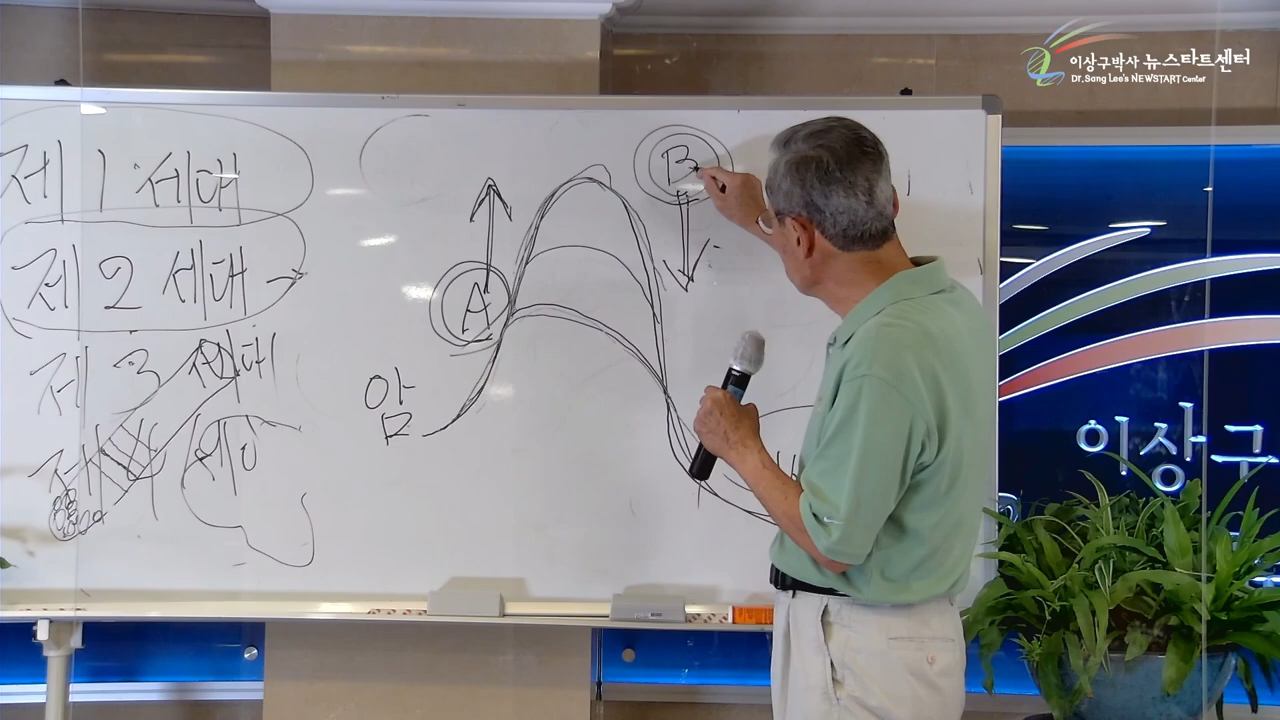 이상구박사 뉴스타트센터
Dr. Sang Lee's NEWSTART Center
제 1 세대
제 2 세대
제 3 세대
A
B
암
이상구